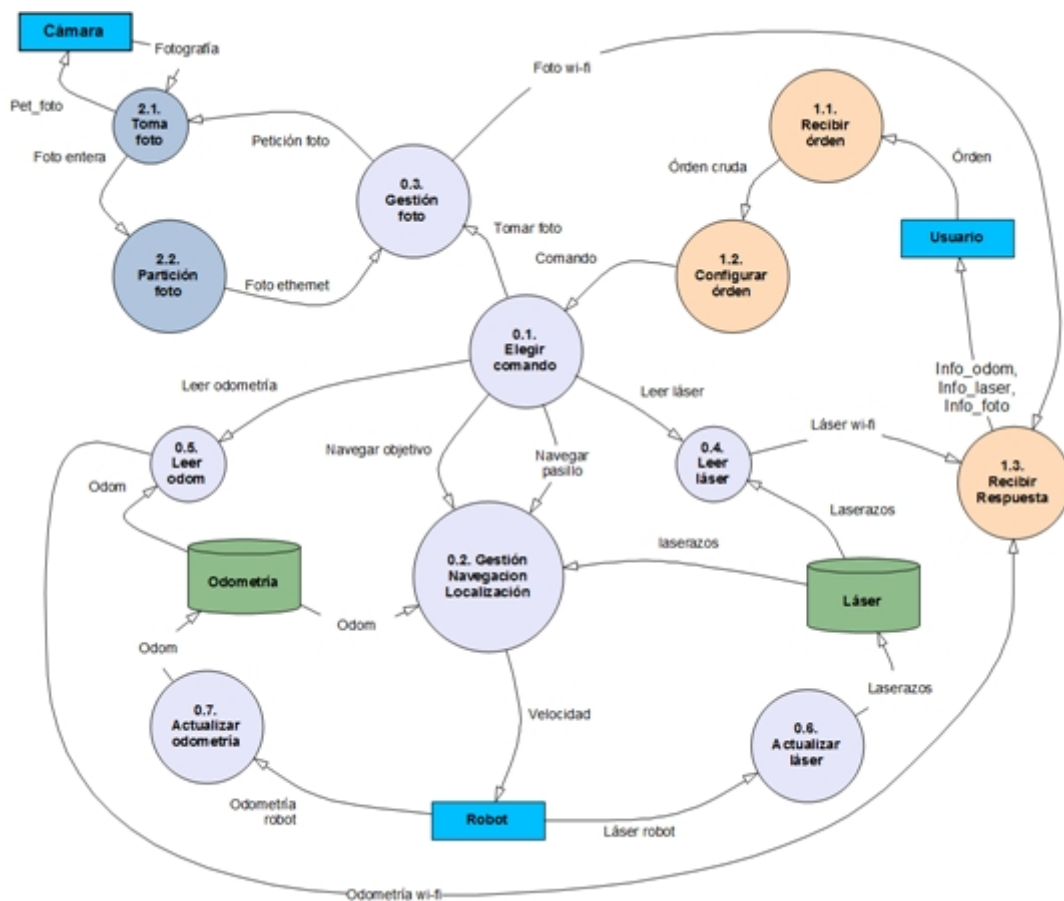 Cámara
Fotografía
Foto wi-fi
Pet_foto
2.1.
Toma
foto
1.1.
Recibir
órden
Petición foto
Foto entera
Órden cruda
Órden
0.3.
Gestión
foto
Tomar foto
Usuario
2.2.
Partición
foto
Comando
1.2.
Configurar
órden
Foto ethernet
0.1.
Elegir
comando
Leer odometría
Leer láser
Info_odom,
Info_laser,
Info_foto
0.5.
Leer
odom
Navegar objetivo
Navegar
pasillo
0.4.
Leer
láser
Láser wi-fi
1.3.
Recibir
Respuesta
Odom
Laserazos
laserazos
Odometría
0.2. Gestión
Navegacion
Localización
Láser
Odom
Odom
Laserazos
0.7.
Actualizar
odometría
Velocidad
0.6.
Actualizar
láser
Odometría
robot
Robot
Láser robot
Odometría wi-fi